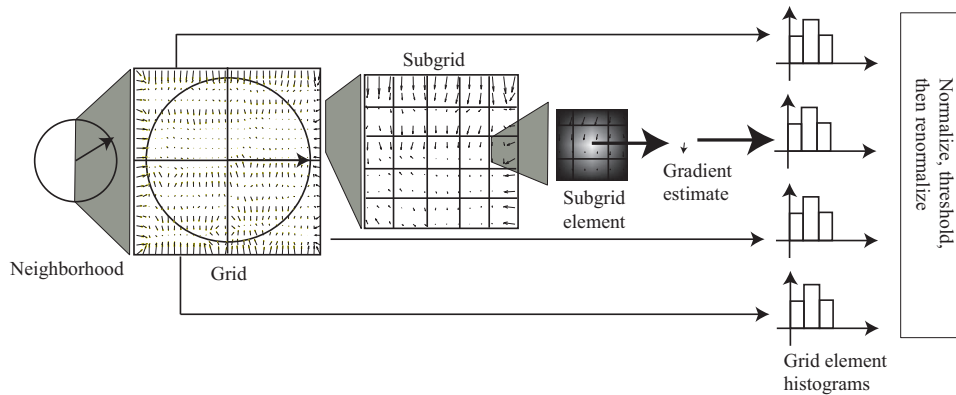 Subgrid
Neighborhood
Grid
Subgrid
element
Gradient
estimate
Grid element
histograms
Normalize, threshold,
then renormalize